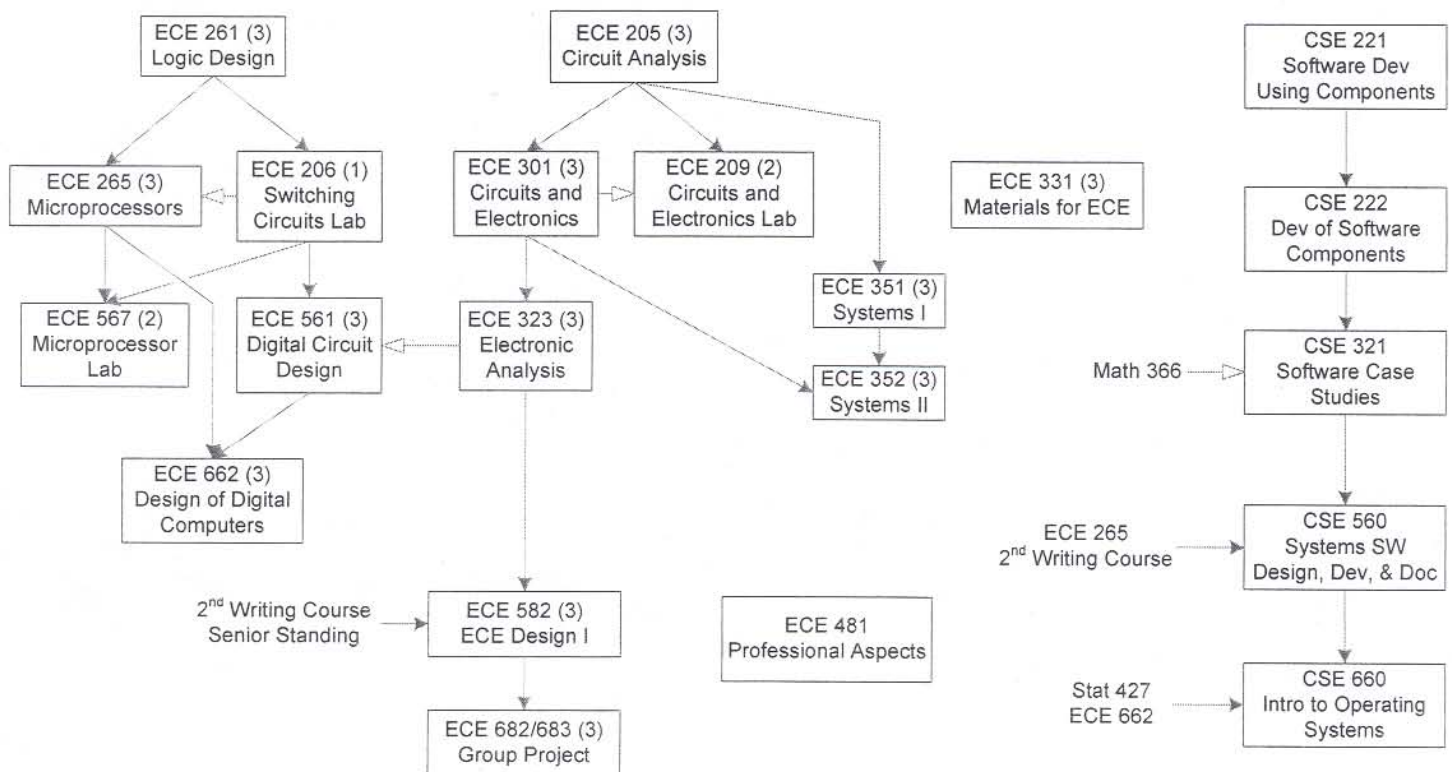 ECE 261 (3)
Logic Design
ECE 205 (3)
Circuit Analysis
CSE 221
Software Dev
Using Components
ECE 265 (3)
Microprocessors
ECE 206 (1)
Switching
Circuits Lab
ECE 301 (3)
Circuits and
Electronics
ECE 209 (2)
Circuits and
Electronics Lab
ECE 331 (3)
Materials for ECE
CSE 222
Dev of Software
Components
ECE 567 (2)
Microprocessor
Lab
ECE 561 (3)
Digital Circuit
Design
ECE 323 (3)
Electronic
Analysis
ECE 351 (3)
Systems I
ECE 352 (3)
Systems II
Math 366
CSE 321
Software Case
Studies
ECE 662 (3)
Design of Digital
Computers
ECE 265
2nd Writing Course
CSE 560
Systems SW
Design, Dev, & Doc
2nd Writing Course
Senior Standing
ECE 582 (3)
ECE Design I
ECE 481
Professional Aspects
Stat 427
ECE 662
CSE 660
Intro to Operating
Systems
ECE 682/683 (3)
Group Project